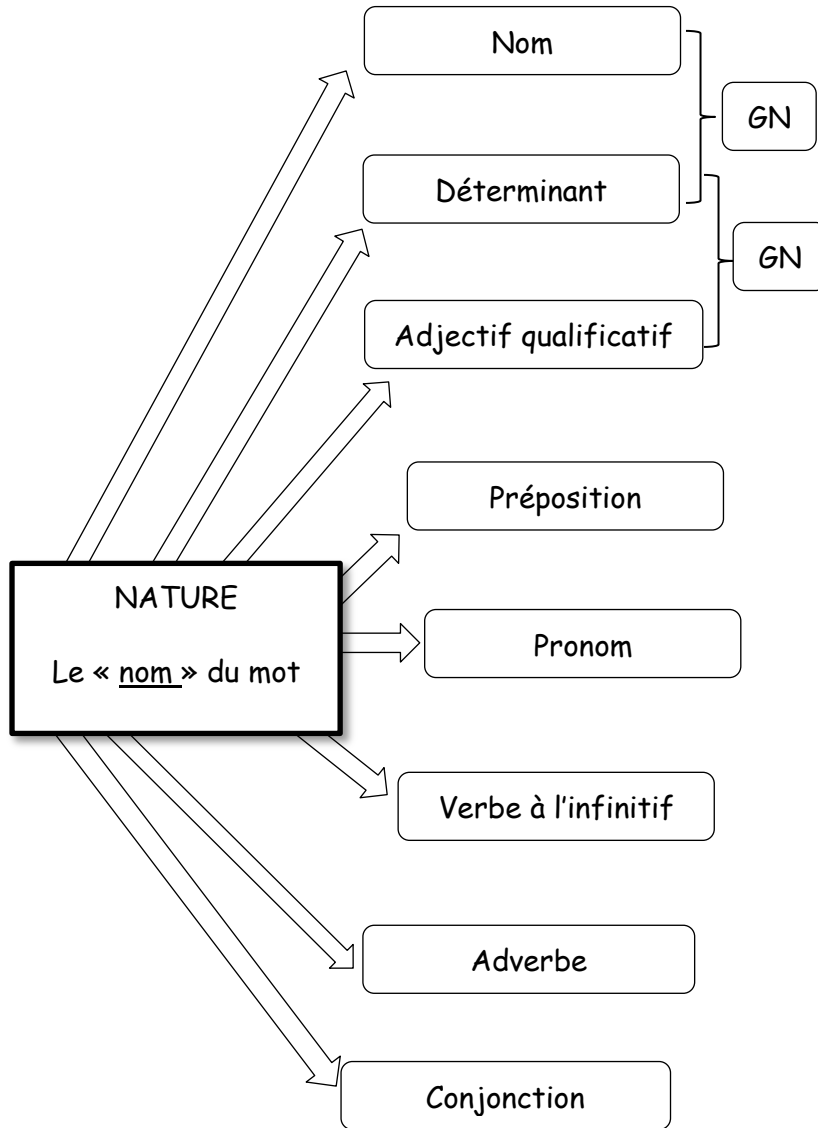 Nom
GN
Déterminant
GN
Adjectif qualificatif
Préposition
NATURE
Le « nom » du mot
Pronom
Verbe à l'infinitif
Adverbe
Conjonction